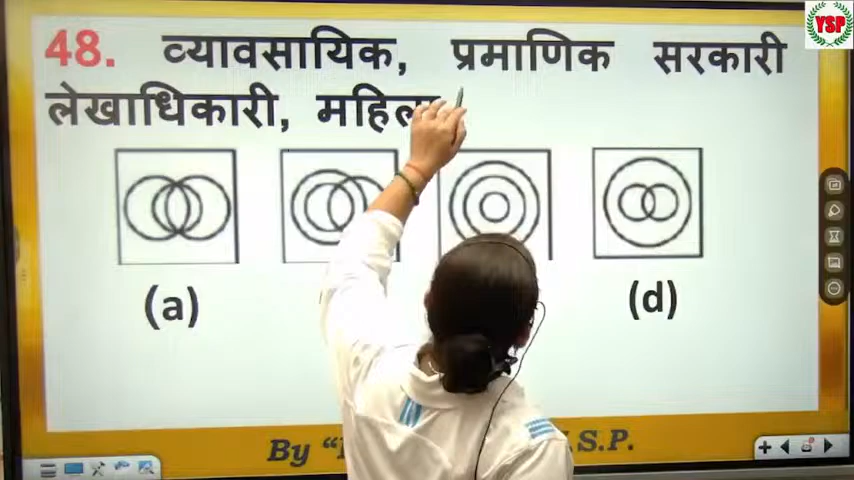 YSP
48. व्यावसायिक, प्रमाणिक सरकारी
लेखाधिकारी, महिला
(a)
(d)
By "
.S.P.